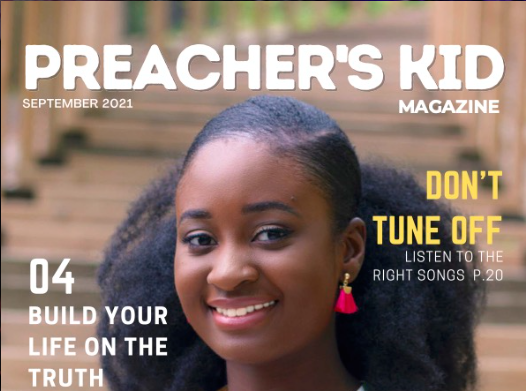 PREACHER'S KID
SEPTEMBER 2021
MAGAZINE
DON'T
TUNE OFF
LISTEN TO THE
RIGHT SONGS P.20
04
BUILD YOUR
LIFE ON THE
TRUTH